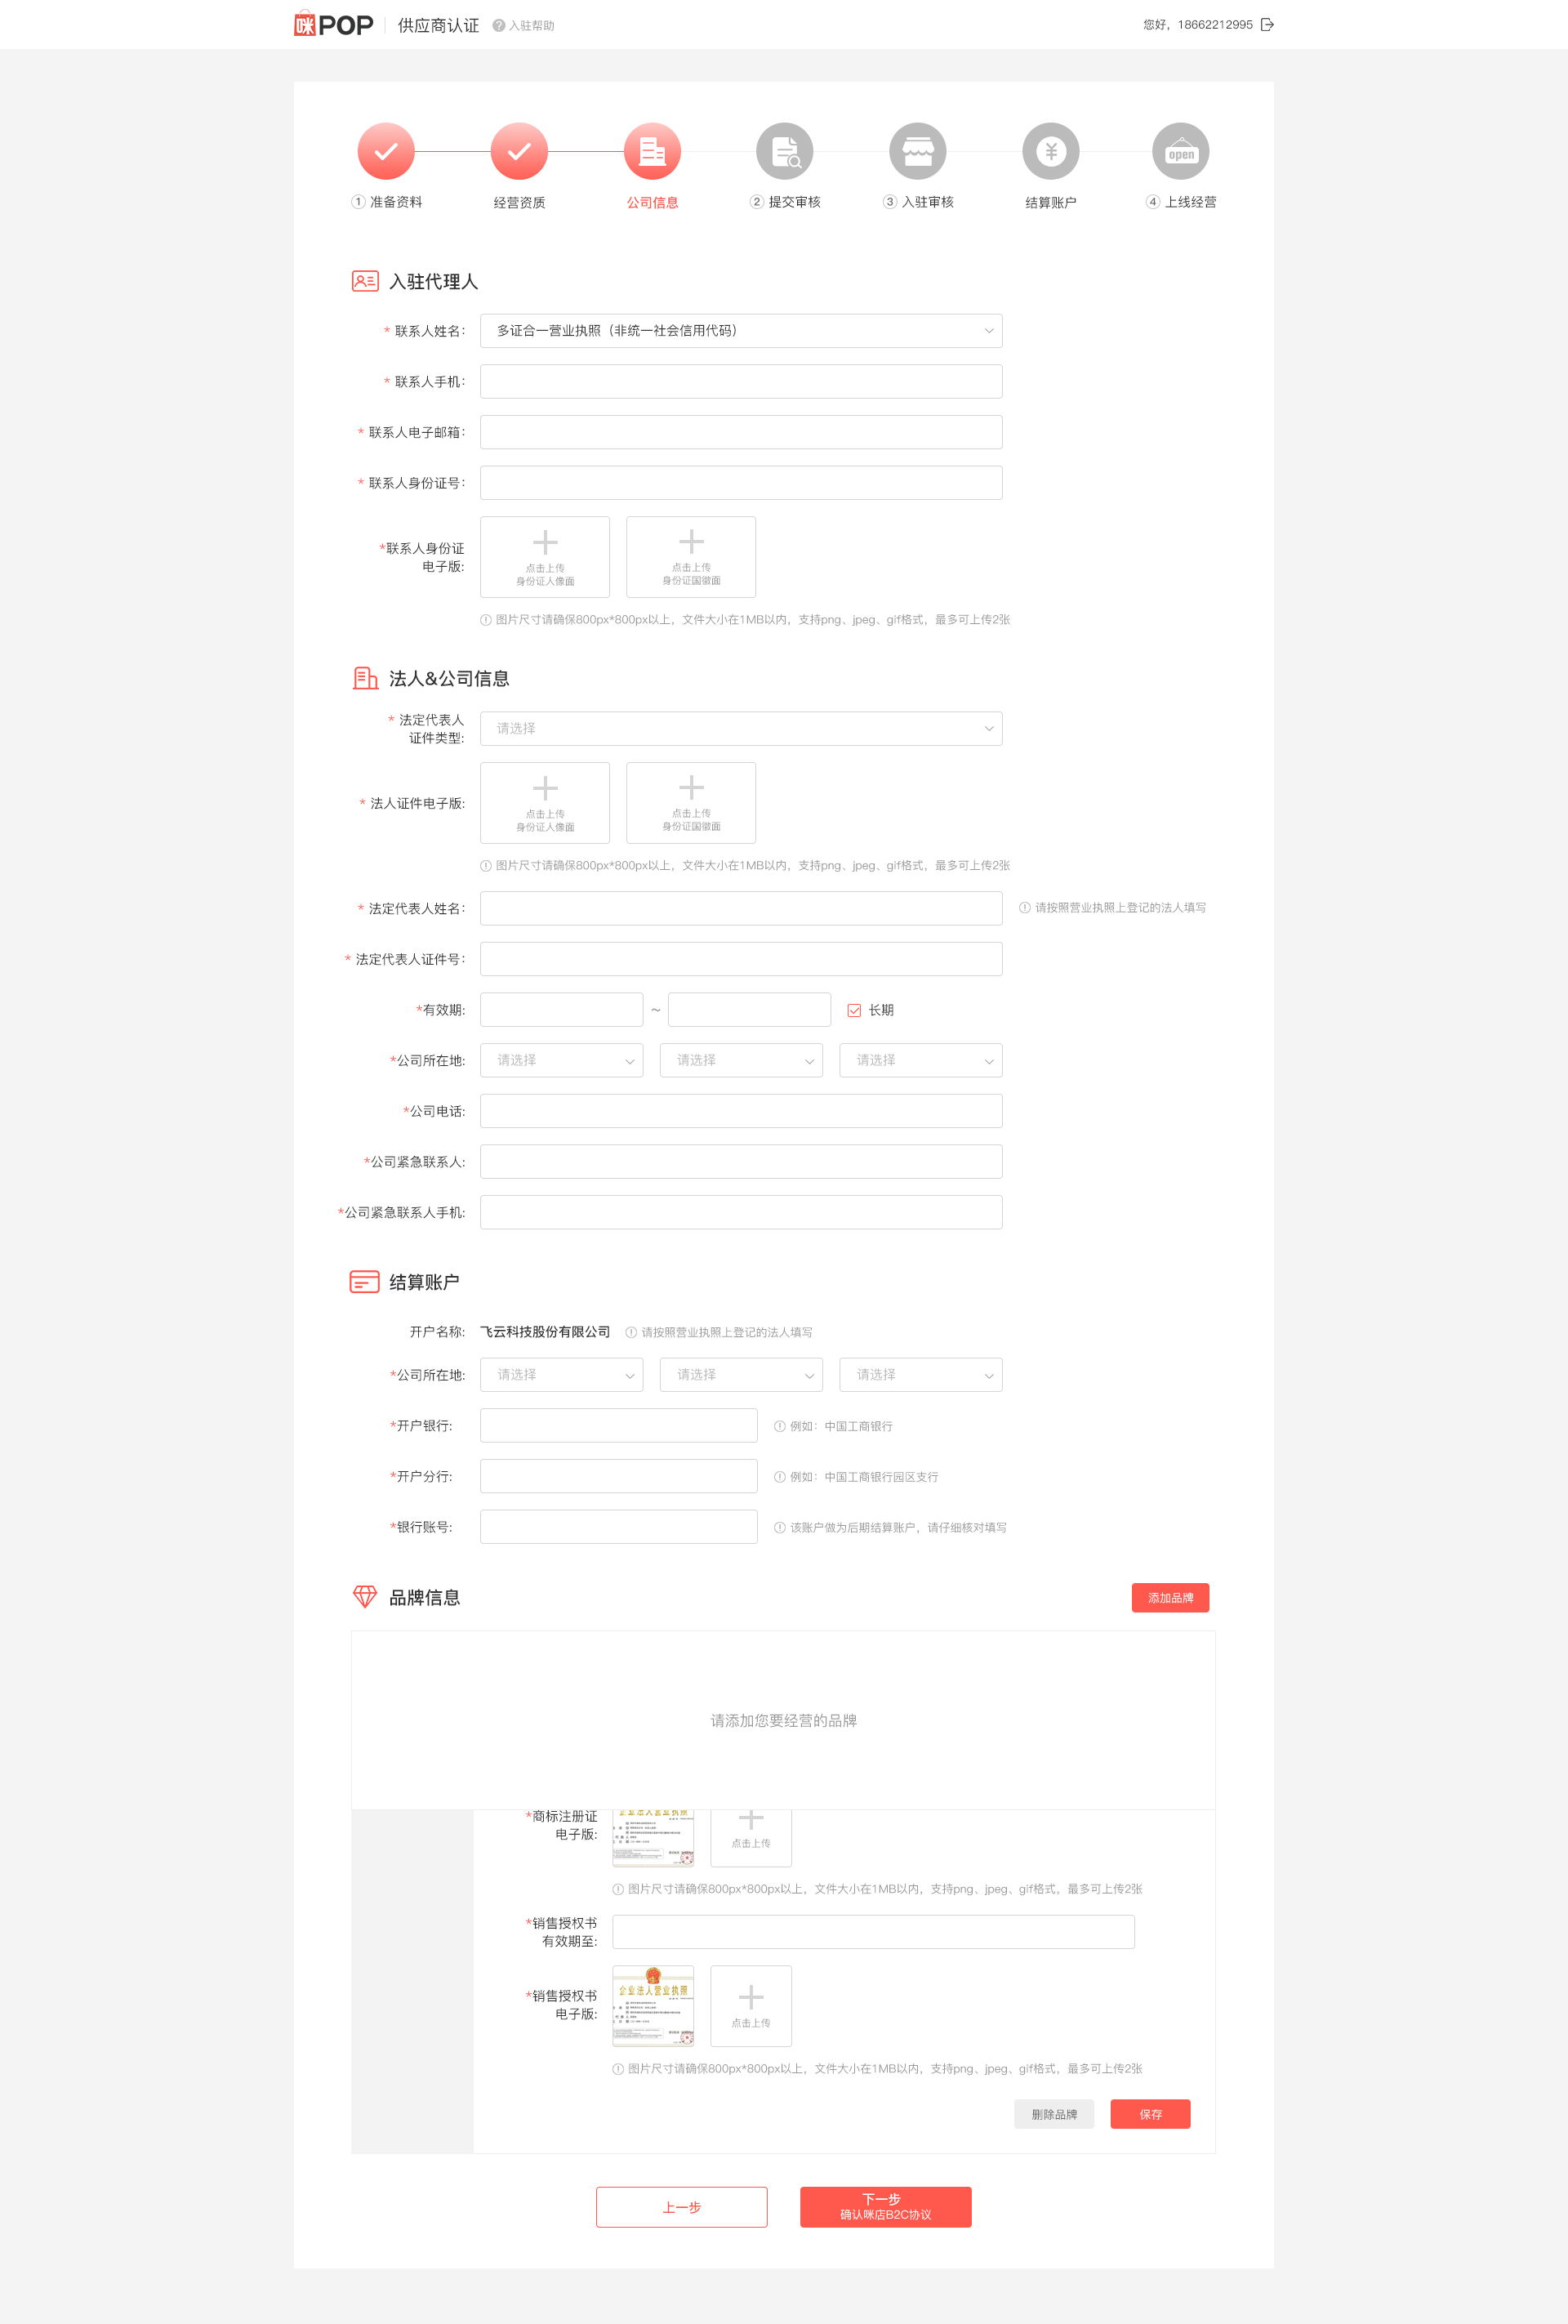 咪POP 供应商认证 ? 入驻帮助 您好，18662212995
open
① 准备资料 经营资质 公司信息 ② 提交审核 ③ 入驻审核 结算账户 ④ 上线经营
入驻代理人
* 联系人姓名： 多证合一营业执照（非统一社会信用代码）
* 联系人手机：
* 联系人电子邮箱：
* 联系人身份证号：
*联系人身份证
电子版:
点击上传
身份证人像面
点击上传
身份证国徽面
图片尺寸请确保800px*800px以上，文件大小在1MB以内，支持png、jpeg、gif格式，最多可上传2张
法人&公司信息
* 法定代表人
证件类型:
请选择
* 法人证件电子版:
点击上传
身份证人像面
点击上传
身份证国徽面
图片尺寸请确保800px*800px以上，文件大小在1MB以内，支持png、jpeg、gif格式，最多可上传2张
* 法定代表人姓名： 请按照营业执照上登记的法人填写
* 法定代表人证件号：
*有效期: ~ 长期
*公司所在地: 请选择 请选择 请选择
*公司电话:
*公司紧急联系人:
*公司紧急联系人手机:
结算账户
开户名称: 飞云科技股份有限公司 请按照营业执照上登记的法人填写
*公司所在地: 请选择 请选择 请选择
*开户银行: 例如：中国工商银行
*开户分行: 例如：中国工商银行园区支行
*银行账号: 该账户做为后期结算账户，请仔细核对填写
品牌信息 添加品牌
请添加您要经营的品牌
*商标注册证
电子版:
点击上传
图片尺寸请确保800px*800px以上，文件大小在1MB以内，支持png、jpeg、gif格式，最多可上传2张
*销售授权书
有效期至:
*销售授权书
电子版:
企业法人营业执照
点击上传
图片尺寸请确保800px*800px以上，文件大小在1MB以内，支持png、jpeg、gif格式，最多可上传2张
删除品牌 保存
上一步 下一步
确认咪店B2C协议